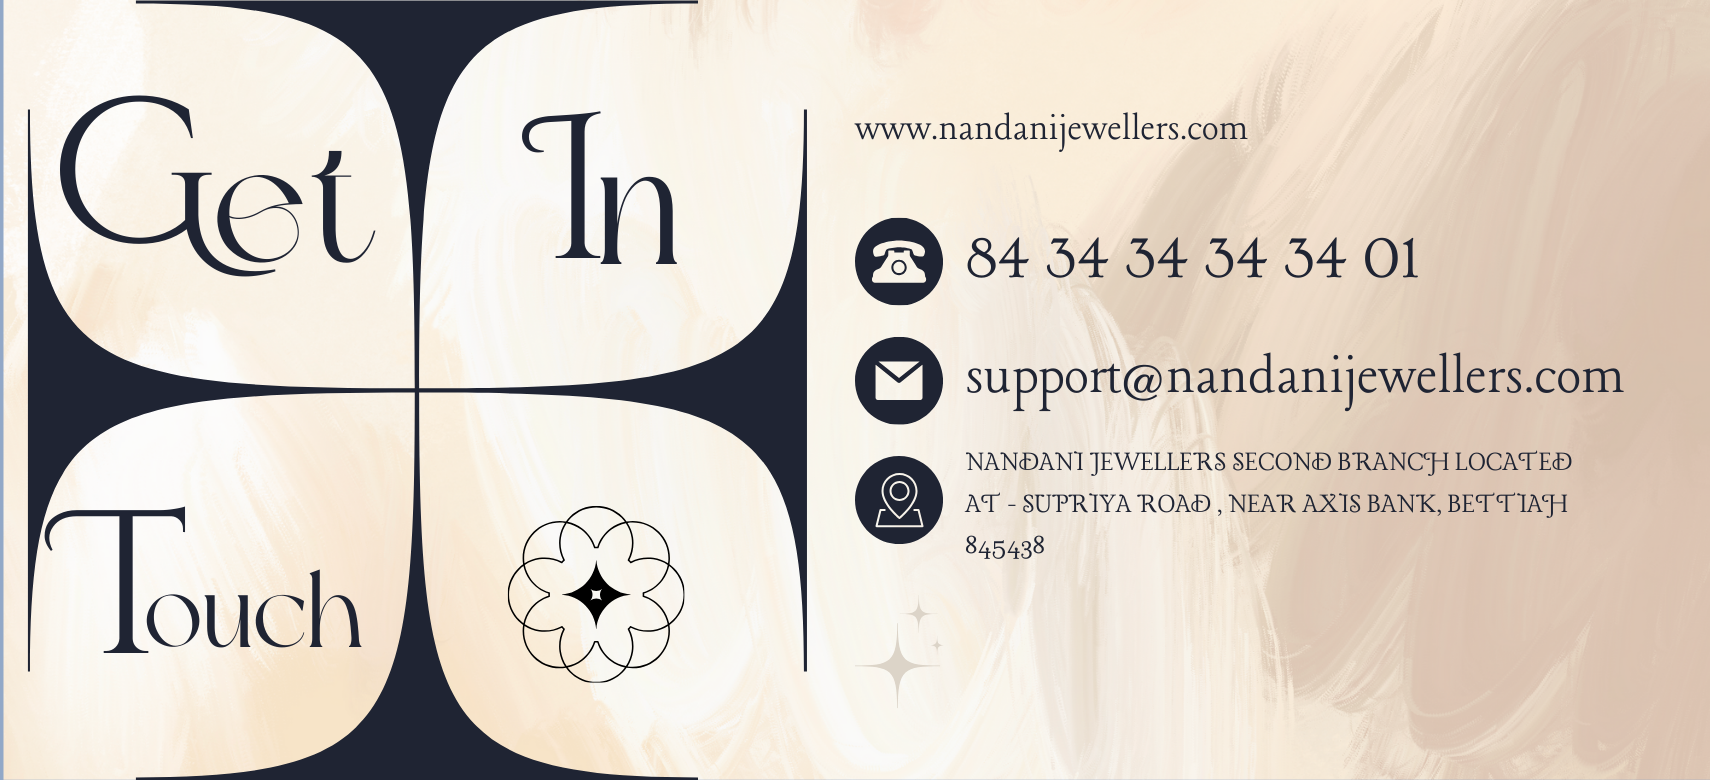 Get In
Touch
www.nandanijewellers.com
84 34 34 34 34 01
support@nandanijewellers.com
NANDANI JEWELLERS SECOND BRANCH LOCATED
AT - SUPRIYA ROAD , NEAR AXIS BANK, BETTIAH
845438